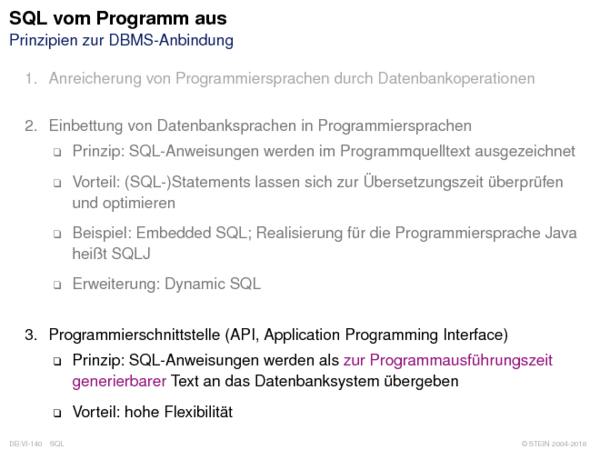 SQL vom Programm aus
Prinzipien zur DBMS-Anbindung
1. Anreicherung von Programmiersprachen durch Datenbankoperationen
2. Einbettung von Datenbanksprachen in Programmiersprachen
❑ Prinzip: SQL-Anweisungen werden im Programmquelltext ausgezeichnet
❑ Vorteil: (SQL-)Statements lassen sich zur Übersetzungszeit überprüfen
und optimieren
❑ Beispiel: Embedded SQL; Realisierung für die Programmiersprache Java
heißt SQLJ
❑ Erweiterung: Dynamic SQL
3. Programmierschnittstelle (API, Application Programming Interface)
❑ Prinzip: SQL-Anweisungen werden als zur Programmausführungszeit
generierbarer Text an das Datenbanksystem übergeben
❑ Vorteil: hohe Flexibilität
DB:VI-140 SQL © STEIN 2004-2018